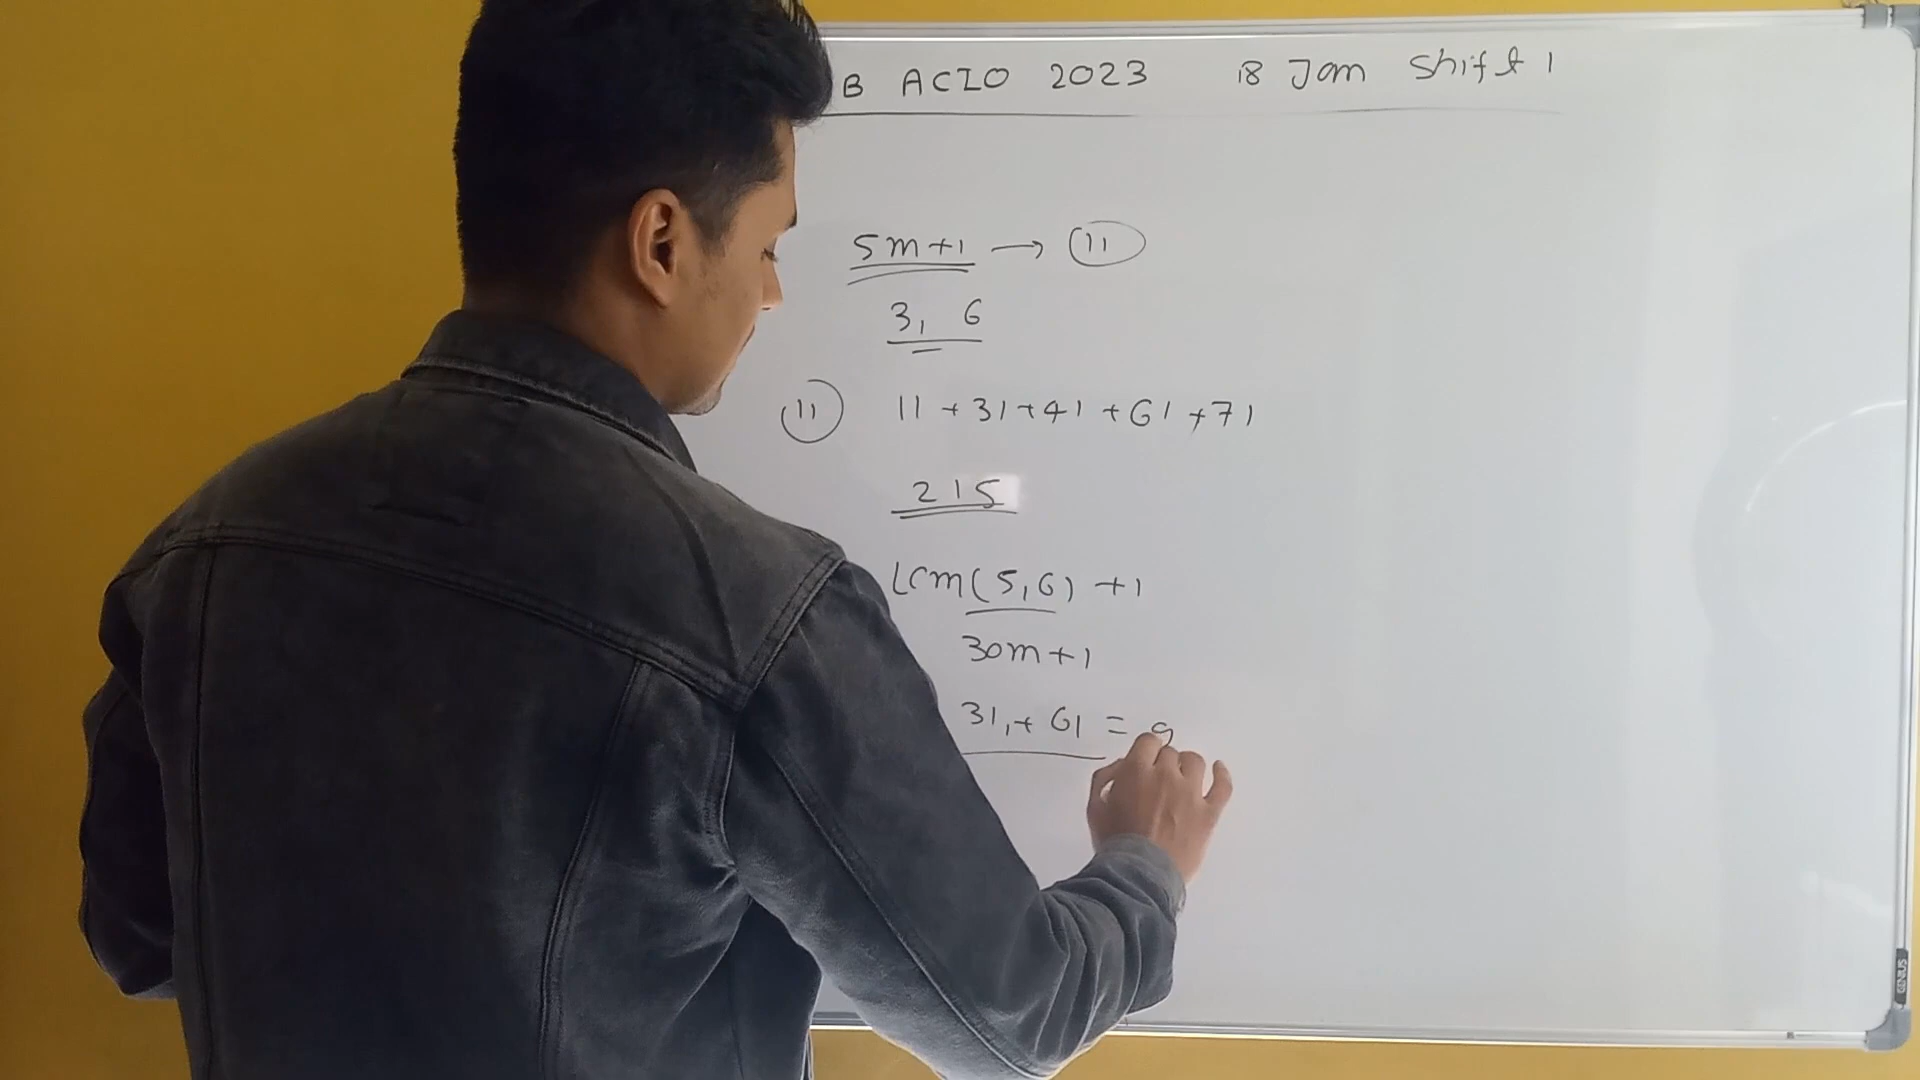 B ACIO 2023 18 Jan Shift 1
5m+1 → 11
3, 6
11 11+31+41+61+71
215
LCM(5,6) +1
30m+1
31,+61 = 9
GENIUS